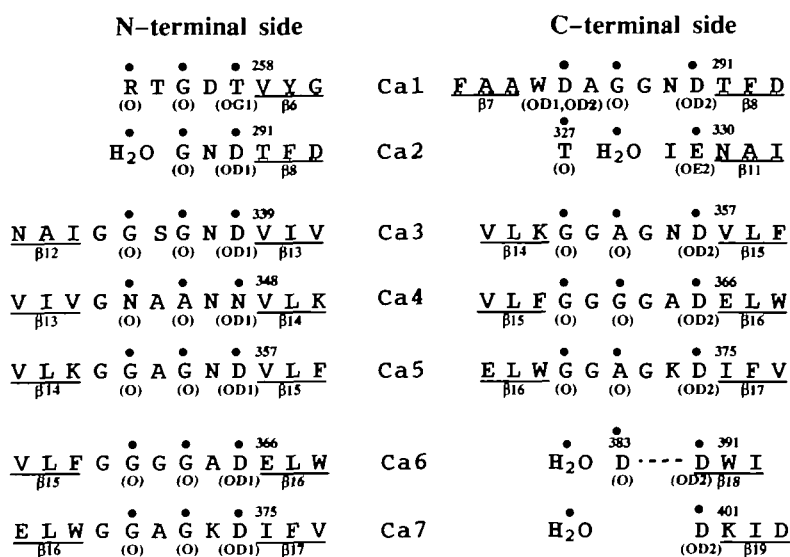 N-terminal side C-terminal side
258 291
R T G D T V Y G Ca1 F A A W D A G G N D T F D
(O) (O) (OG1) β6 β7 (OD1,OD2) (O) (OD2) β8
291 327 330
H₂O G N D T F D Ca2 T H₂O I E N A I
(O) (OD1) β8 (O) (OE2) β11
339 357
N A I G G S G N D V I V Ca3 V L K G G A G N D V L F
β12 (O) (O) (OD1) β13 β14 (O) (O) (OD2) β15
348 366
V I V G N A A N N V L K Ca4 V L F G G G G A D E L W
β13 (O) (O) (OD1) β14 β15 (O) (O) (OD2) β16
357 375
V L K G G A G N D V L F Ca5 E L W G G A G K D I F V
β14 (O) (O) (OD1) β15 β16 (O) (O) (OD2) β17
366 383 391
V L F G G G G A D E L W Ca6 H₂O D ---- D W I
β15 (O) (O) (OD1) β16 (O) (OD2) β18
375 401
E L W G G A G K D I F V Ca7 H₂O D K I D
β16 (O) (O) (OD1) β17 (OD2) β19